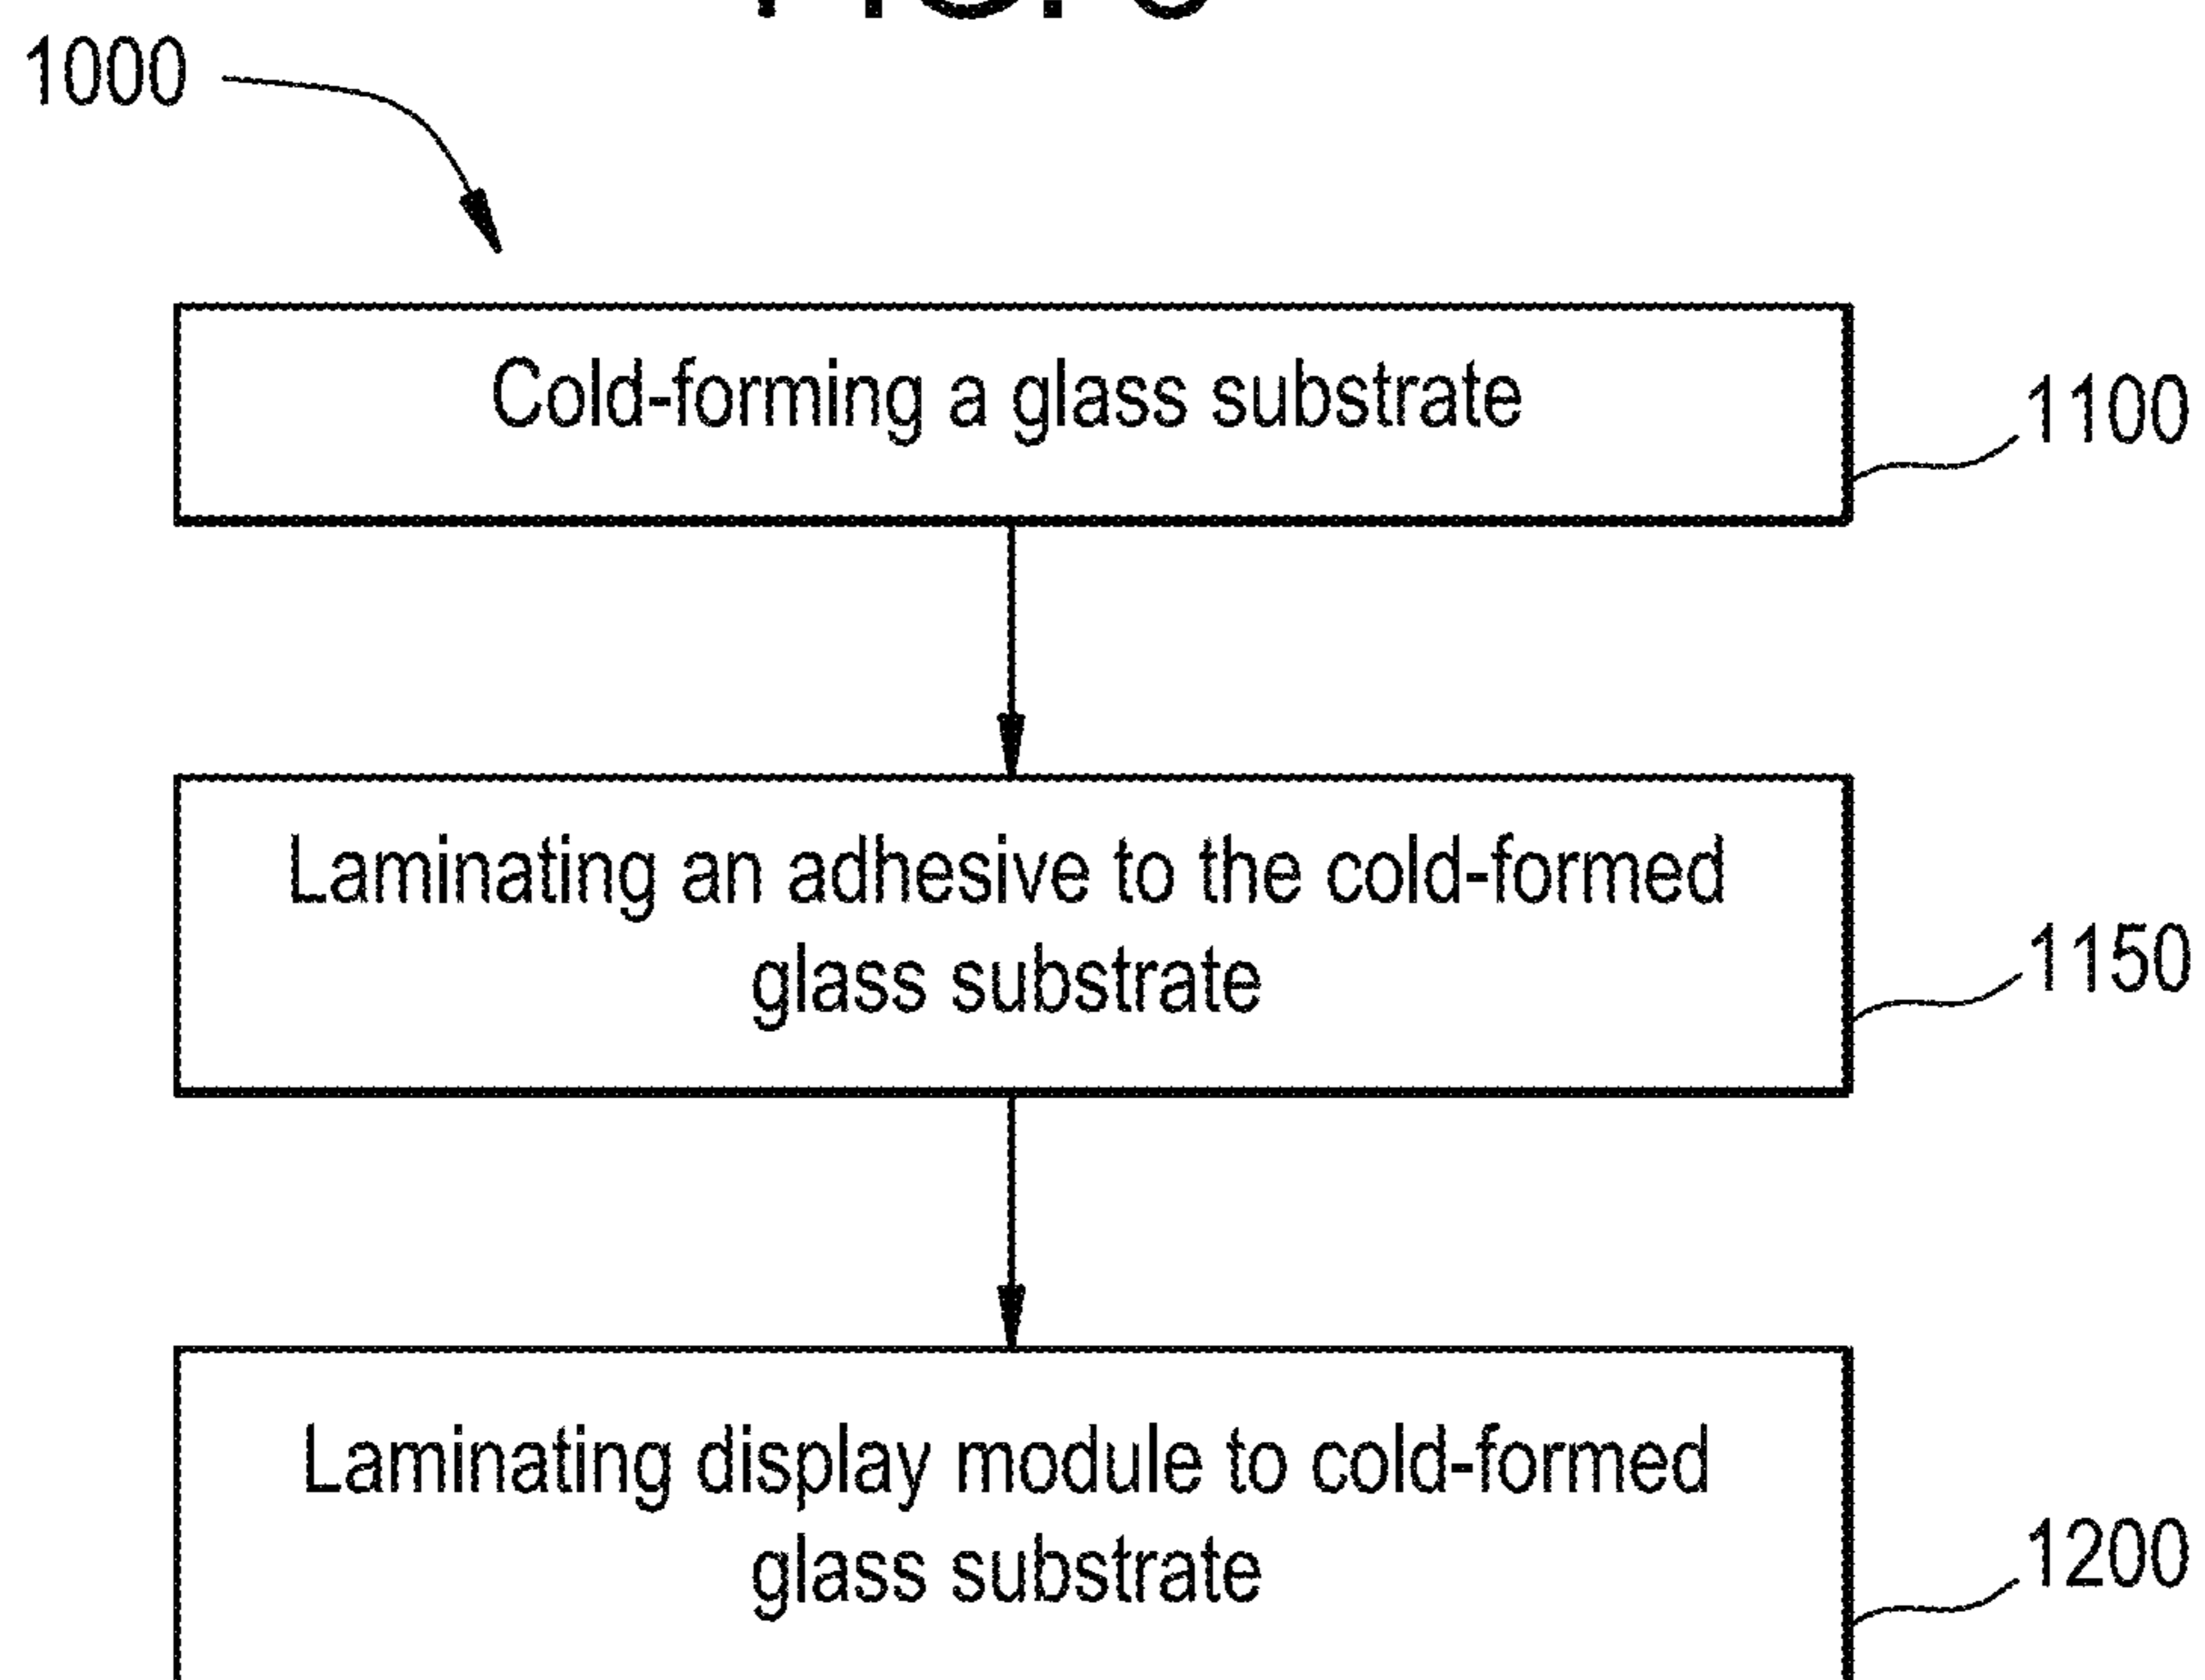 1000
Cold-forming a glass substrate
1100
Laminating an adhesive to the cold-formed
glass substrate
1150
Laminating display module to cold-formed
glass substrate
1200